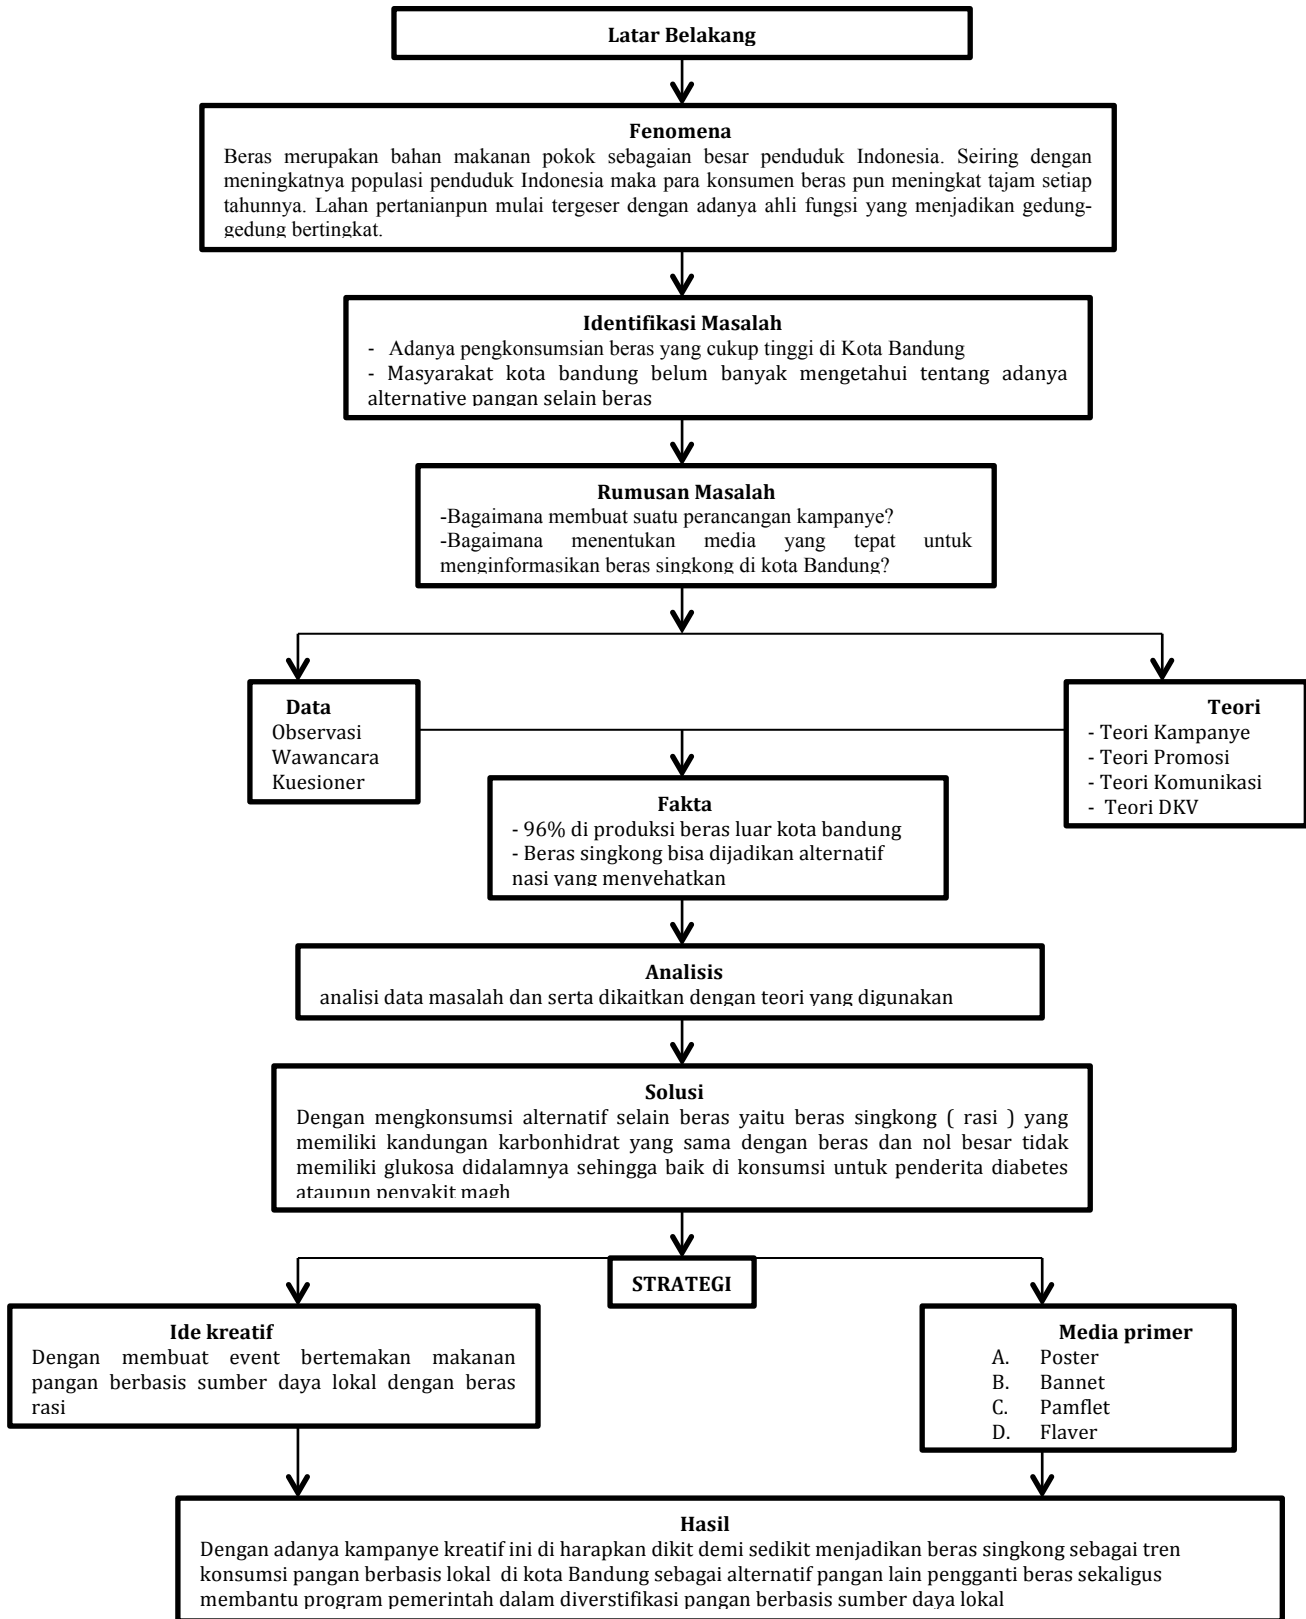 Latar Belakang
Fenomena
Beras merupakan bahan makanan pokok sebagaian besar penduduk Indonesia. Seiring dengan
meningkatnya populasi penduduk Indonesia maka para konsumen beras pun meningkat tajam setiap
tahunnya. Lahan pertanianpun mulai tergeser dengan adanya ahli fungsi yang menjadikan gedung-
gedung bertingkat.
Identifikasi Masalah
- Adanya pengkonsumsian beras yang cukup tinggi di Kota Bandung
- Masyarakat kota bandung belum banyak mengetahui tentang adanya
alternative pangan selain beras
Rumusan Masalah
-Bagaimana membuat suatu perancangan kampanye?
-Bagaimana menentukan media yang tepat untuk
menginformasikan beras singkong di kota Bandung?
Data
Observasi
Wawancara
Kuesioner
Teori
- Teori Kampanye
- Teori Promosi
- Teori Komunikasi
- Teori DKV
Fakta
- 96% di produksi beras luar kota bandung
- Beras singkong bisa dijadikan alternatif
nasi yang menyehatkan
Analisis
analisi data masalah dan serta dikaitkan dengan teori yang digunakan
Solusi
Dengan mengkonsumsi alternatif selain beras yaitu beras singkong ( rasi ) yang
memiliki kandungan karbonhidrat yang sama dengan beras dan nol besar tidak
memiliki glukosa didalamnya sehingga baik di konsumsi untuk penderita diabetes
ataupun penyakit magh
STRATEGI
Ide kreatif
Dengan membuat event bertemakan makanan
pangan berbasis sumber daya lokal dengan beras
rasi
Media primer
A. Poster
B. Bannet
C. Pamflet
D. Flaver
Hasil
Dengan adanya kampanye kreatif ini di harapkan dikit demi sedikit menjadikan beras singkong sebagai tren
konsumsi pangan berbasis lokal di kota Bandung sebagai alternatif pangan lain pengganti beras sekaligus
membantu program pemerintah dalam diverstifikasi pangan berbasis sumber daya lokal